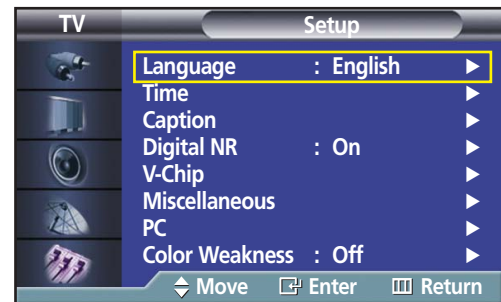 TV Setup
Language : English
Time
Caption
Digital NR : On
V-Chip
Miscellaneous
PC
Color Weakness : Off
Move Enter Return